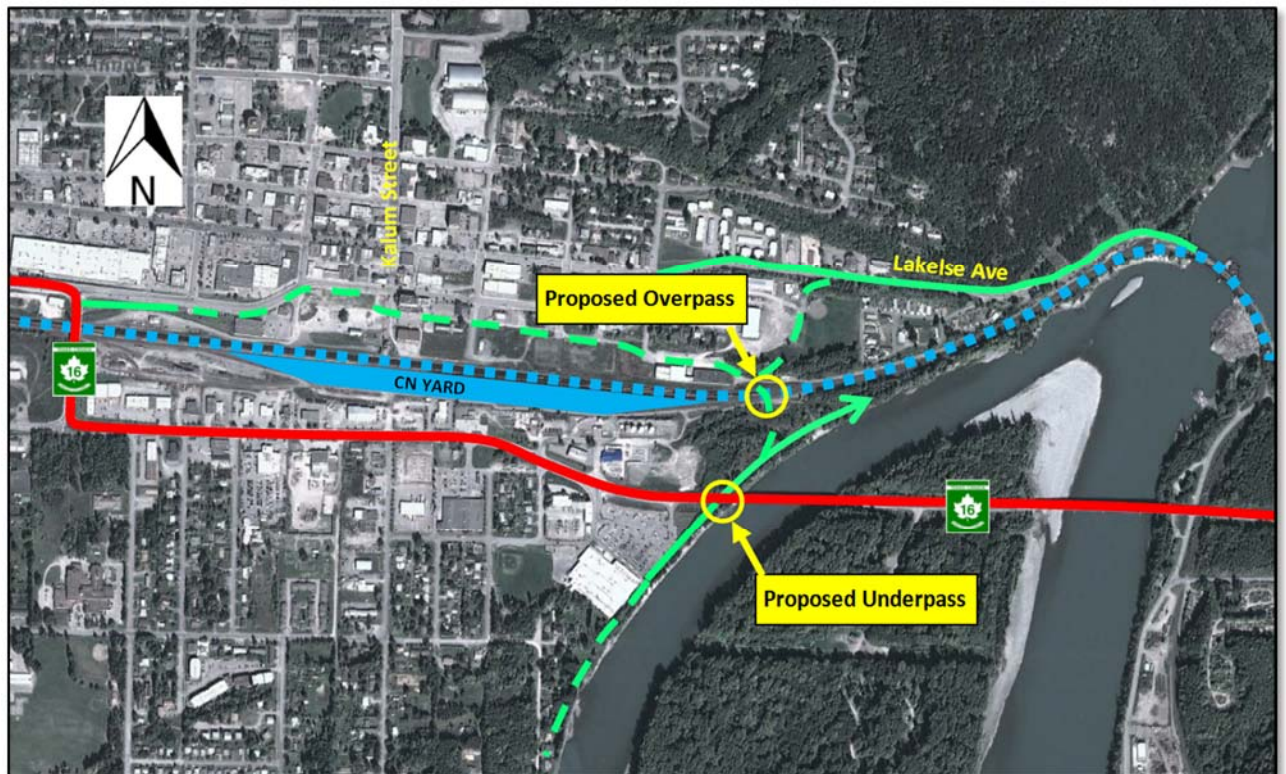 N
Kalum Street
Lakelse Ave
Proposed Overpass
16
CN YARD
16
Proposed Underpass